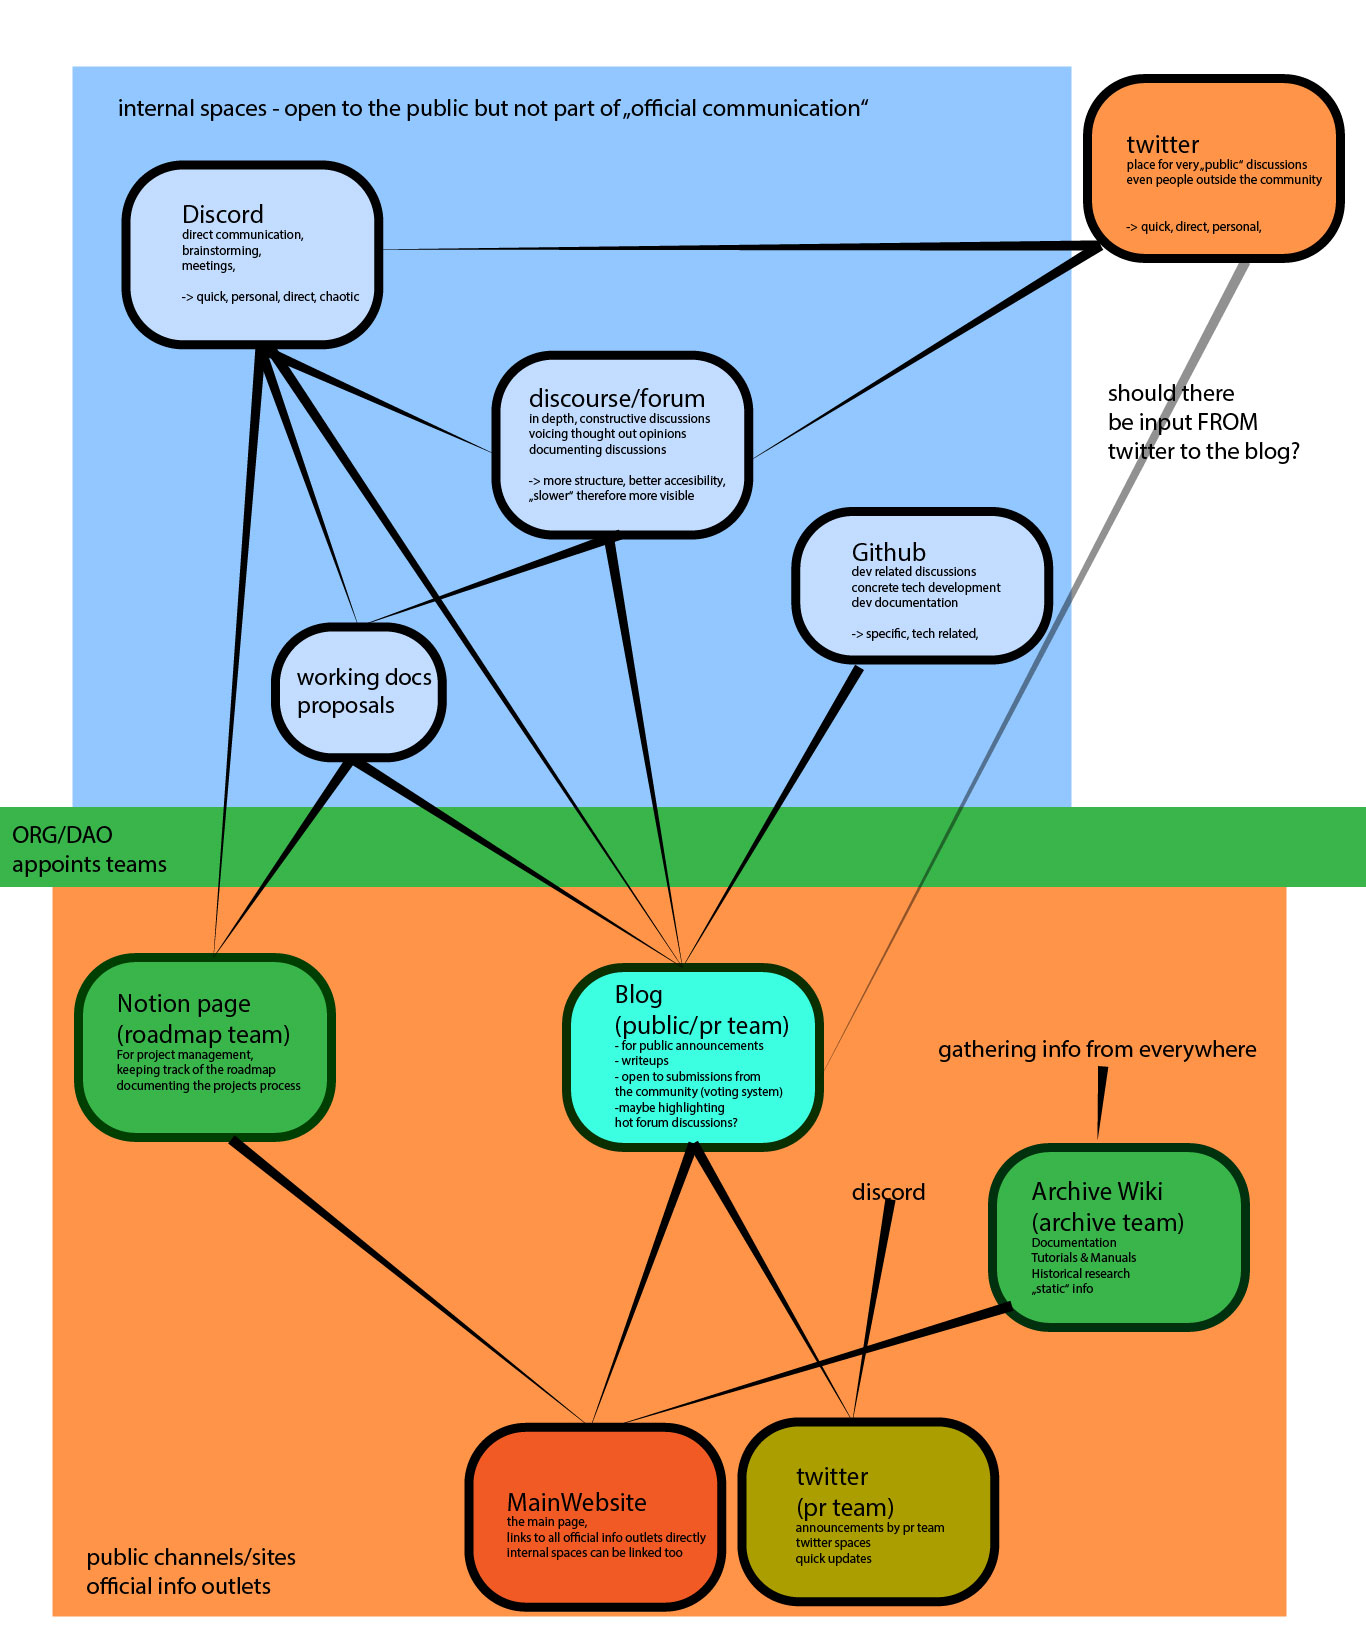 internal spaces - open to the public but not part of „official communication“
twitter
place for very „public“ discussions
even people outside the community
-> quick, direct, personal,
Discord
direct communication,
brainstorming,
meetings,
-> quick, personal, direct, chaotic
discourse/forum
in depth, constructive discussions
voicing thought out opinions
documenting discussions
-> more structure, better accesibility,
„slower“ therefore more visible
should there
be input FROM
twitter to the blog?
Github
dev related discussions
concrete tech development
dev documentation
-> specific, tech related,
working docs
proposals
ORG/DAO
appoints teams
Notion page
(roadmap team)
For project management,
keeping track of the roadmap
documenting the projects process
Blog
(public/pr team)
- for public announcements
- writeups
- open to submissions from
the community (voting system)
-maybe highlighting
hot forum discussions?
gathering info from everywhere
discord
Archive Wiki
(archive team)
Documentation
Tutorials & Manuals
Historical research
„static“ info
MainWebsite
the main page,
links to all official info outlets directly
internal spaces can be linked too
twitter
(pr team)
announcements by pr team
twitter spaces
quick updates
public channels/sites
official info outlets